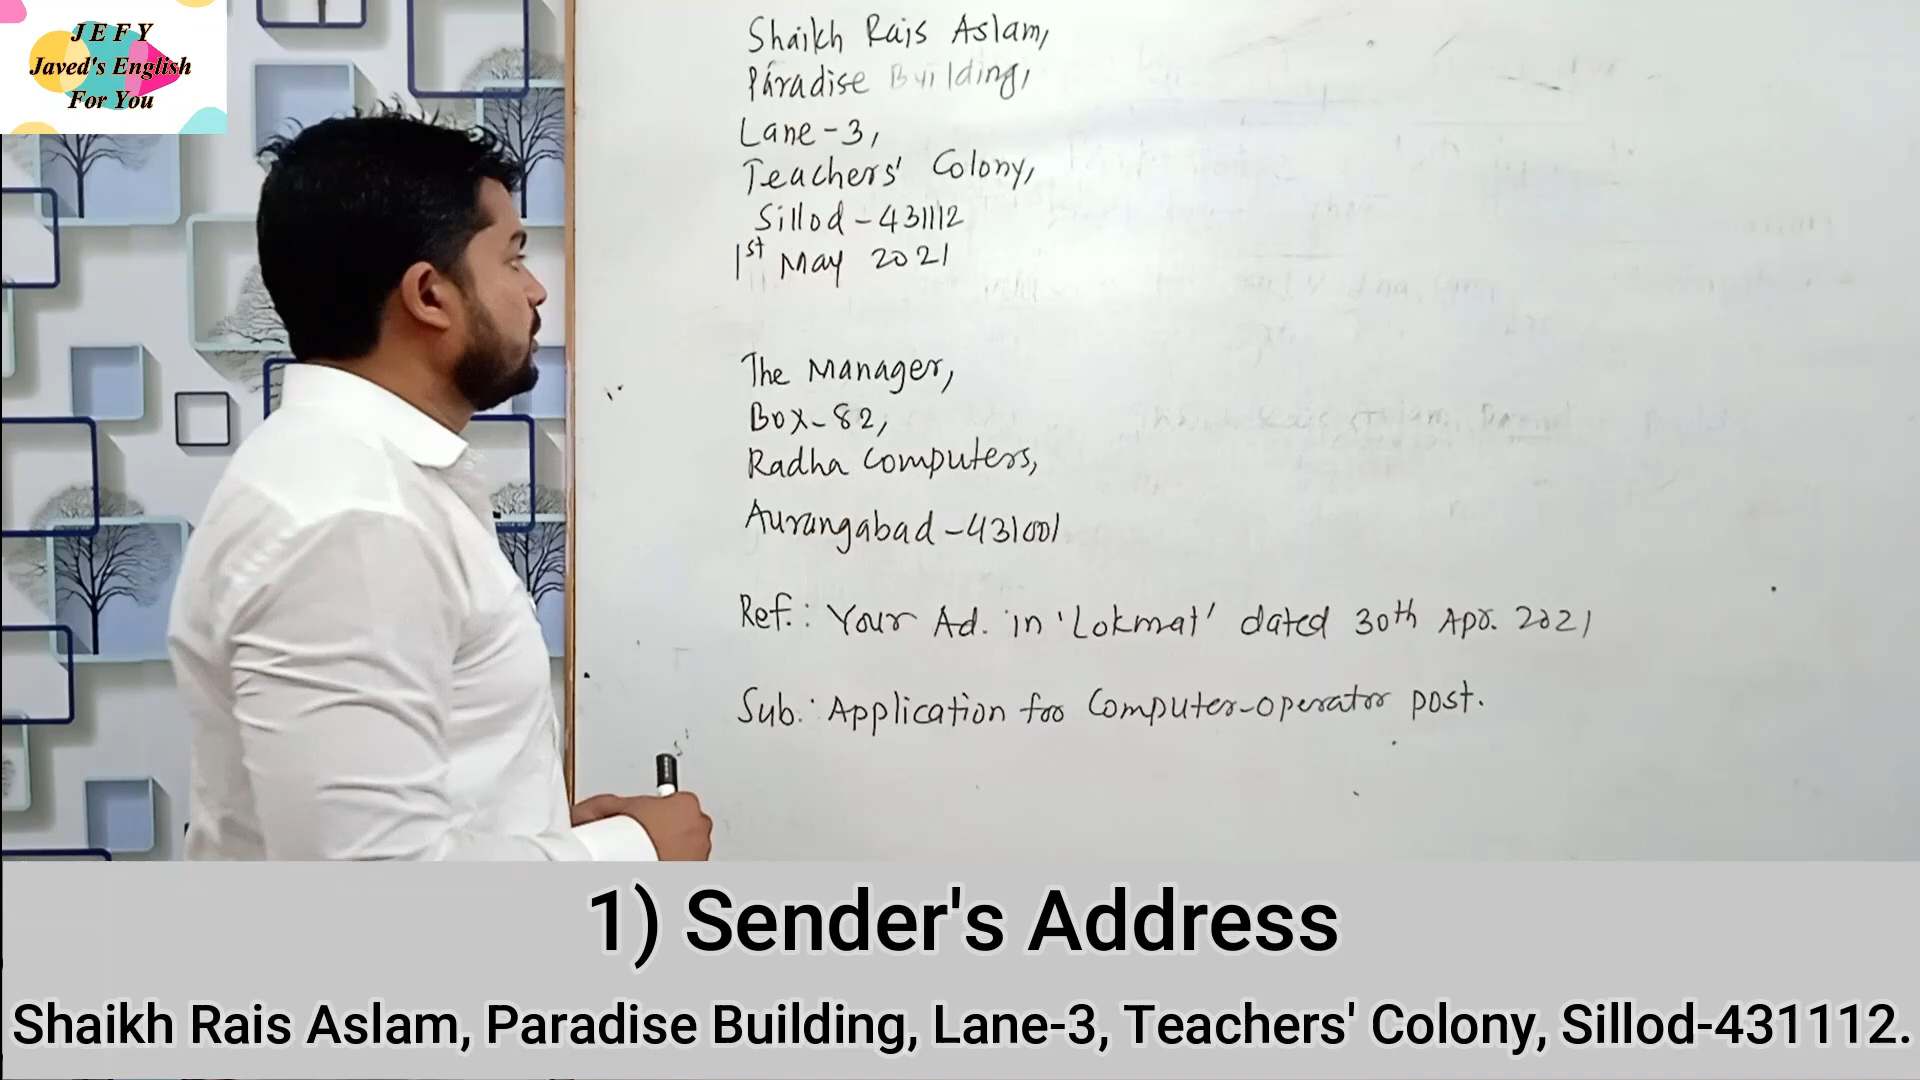 JEFY
Javed's English
For You
Shaikh Rais Aslam,
Paradise Building,
Lane-3,
Teachers' Colony,
Sillod-431112
1st May 2021
The Manager,
Box-82,
Radha Computers,
Aurangabad-431001
Ref.: Your Ad. in 'Lokmat' dated 30th Apr. 2021
Sub.: Application for Computer-operator post.
1) Sender's Address
Shaikh Rais Aslam, Paradise Building, Lane-3, Teachers' Colony, Sillod-431112.